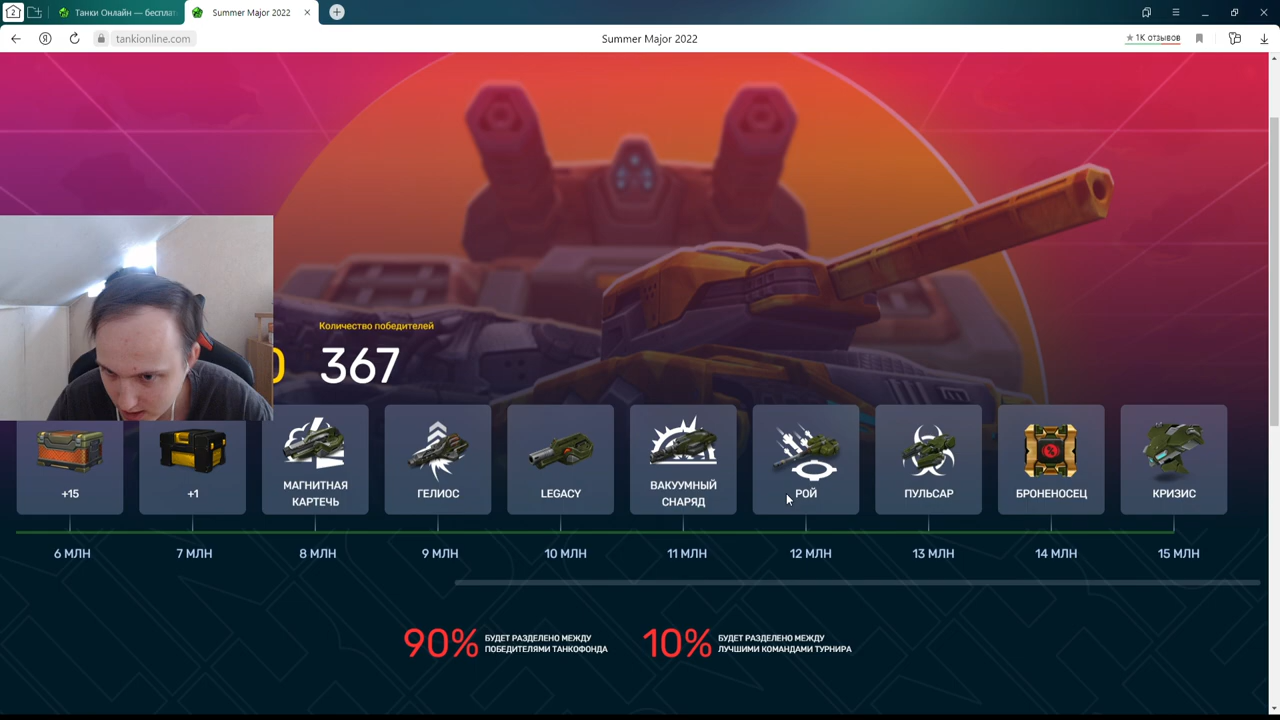 2
Танки Онлайн — бесплат
Summer Major 2022
tankionline.com
Summer Major 2022
1K отзывов
Количество победителей
0
367
+15
+1
МАГНИТНАЯ
КАРТЕЧЬ
ГЕЛИОС
LEGACY
ВАКУУМНЫЙ
СНАРЯД
РОЙ
ПУЛЬСАР
БРОНЕНОСЕЦ
КРИЗИС
6 МЛН
7 МЛН
8 МЛН
9 МЛН
10 МЛН
11 МЛН
12 МЛН
13 МЛН
14 МЛН
15 МЛН
90%
БУДЕТ РАЗДЕЛЕНО МЕЖДУ
ПОБЕДИТЕЛЯМИ ТАНКОФОНДА
10%
БУДЕТ РАЗДЕЛЕНО МЕЖДУ
ЛУЧШИМИ КОМАНДАМИ ТУРНИРА